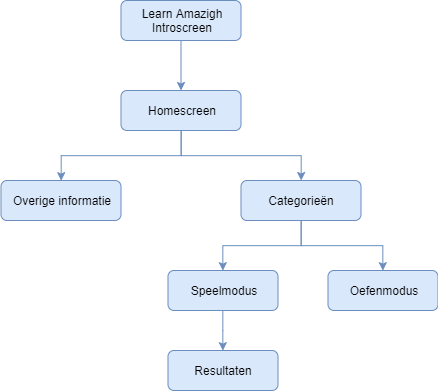 Learn Amazigh
Introscreen
Homescreen
Overige informatie
Categorieën
Speelmodus
Oefenmodus
Resultaten